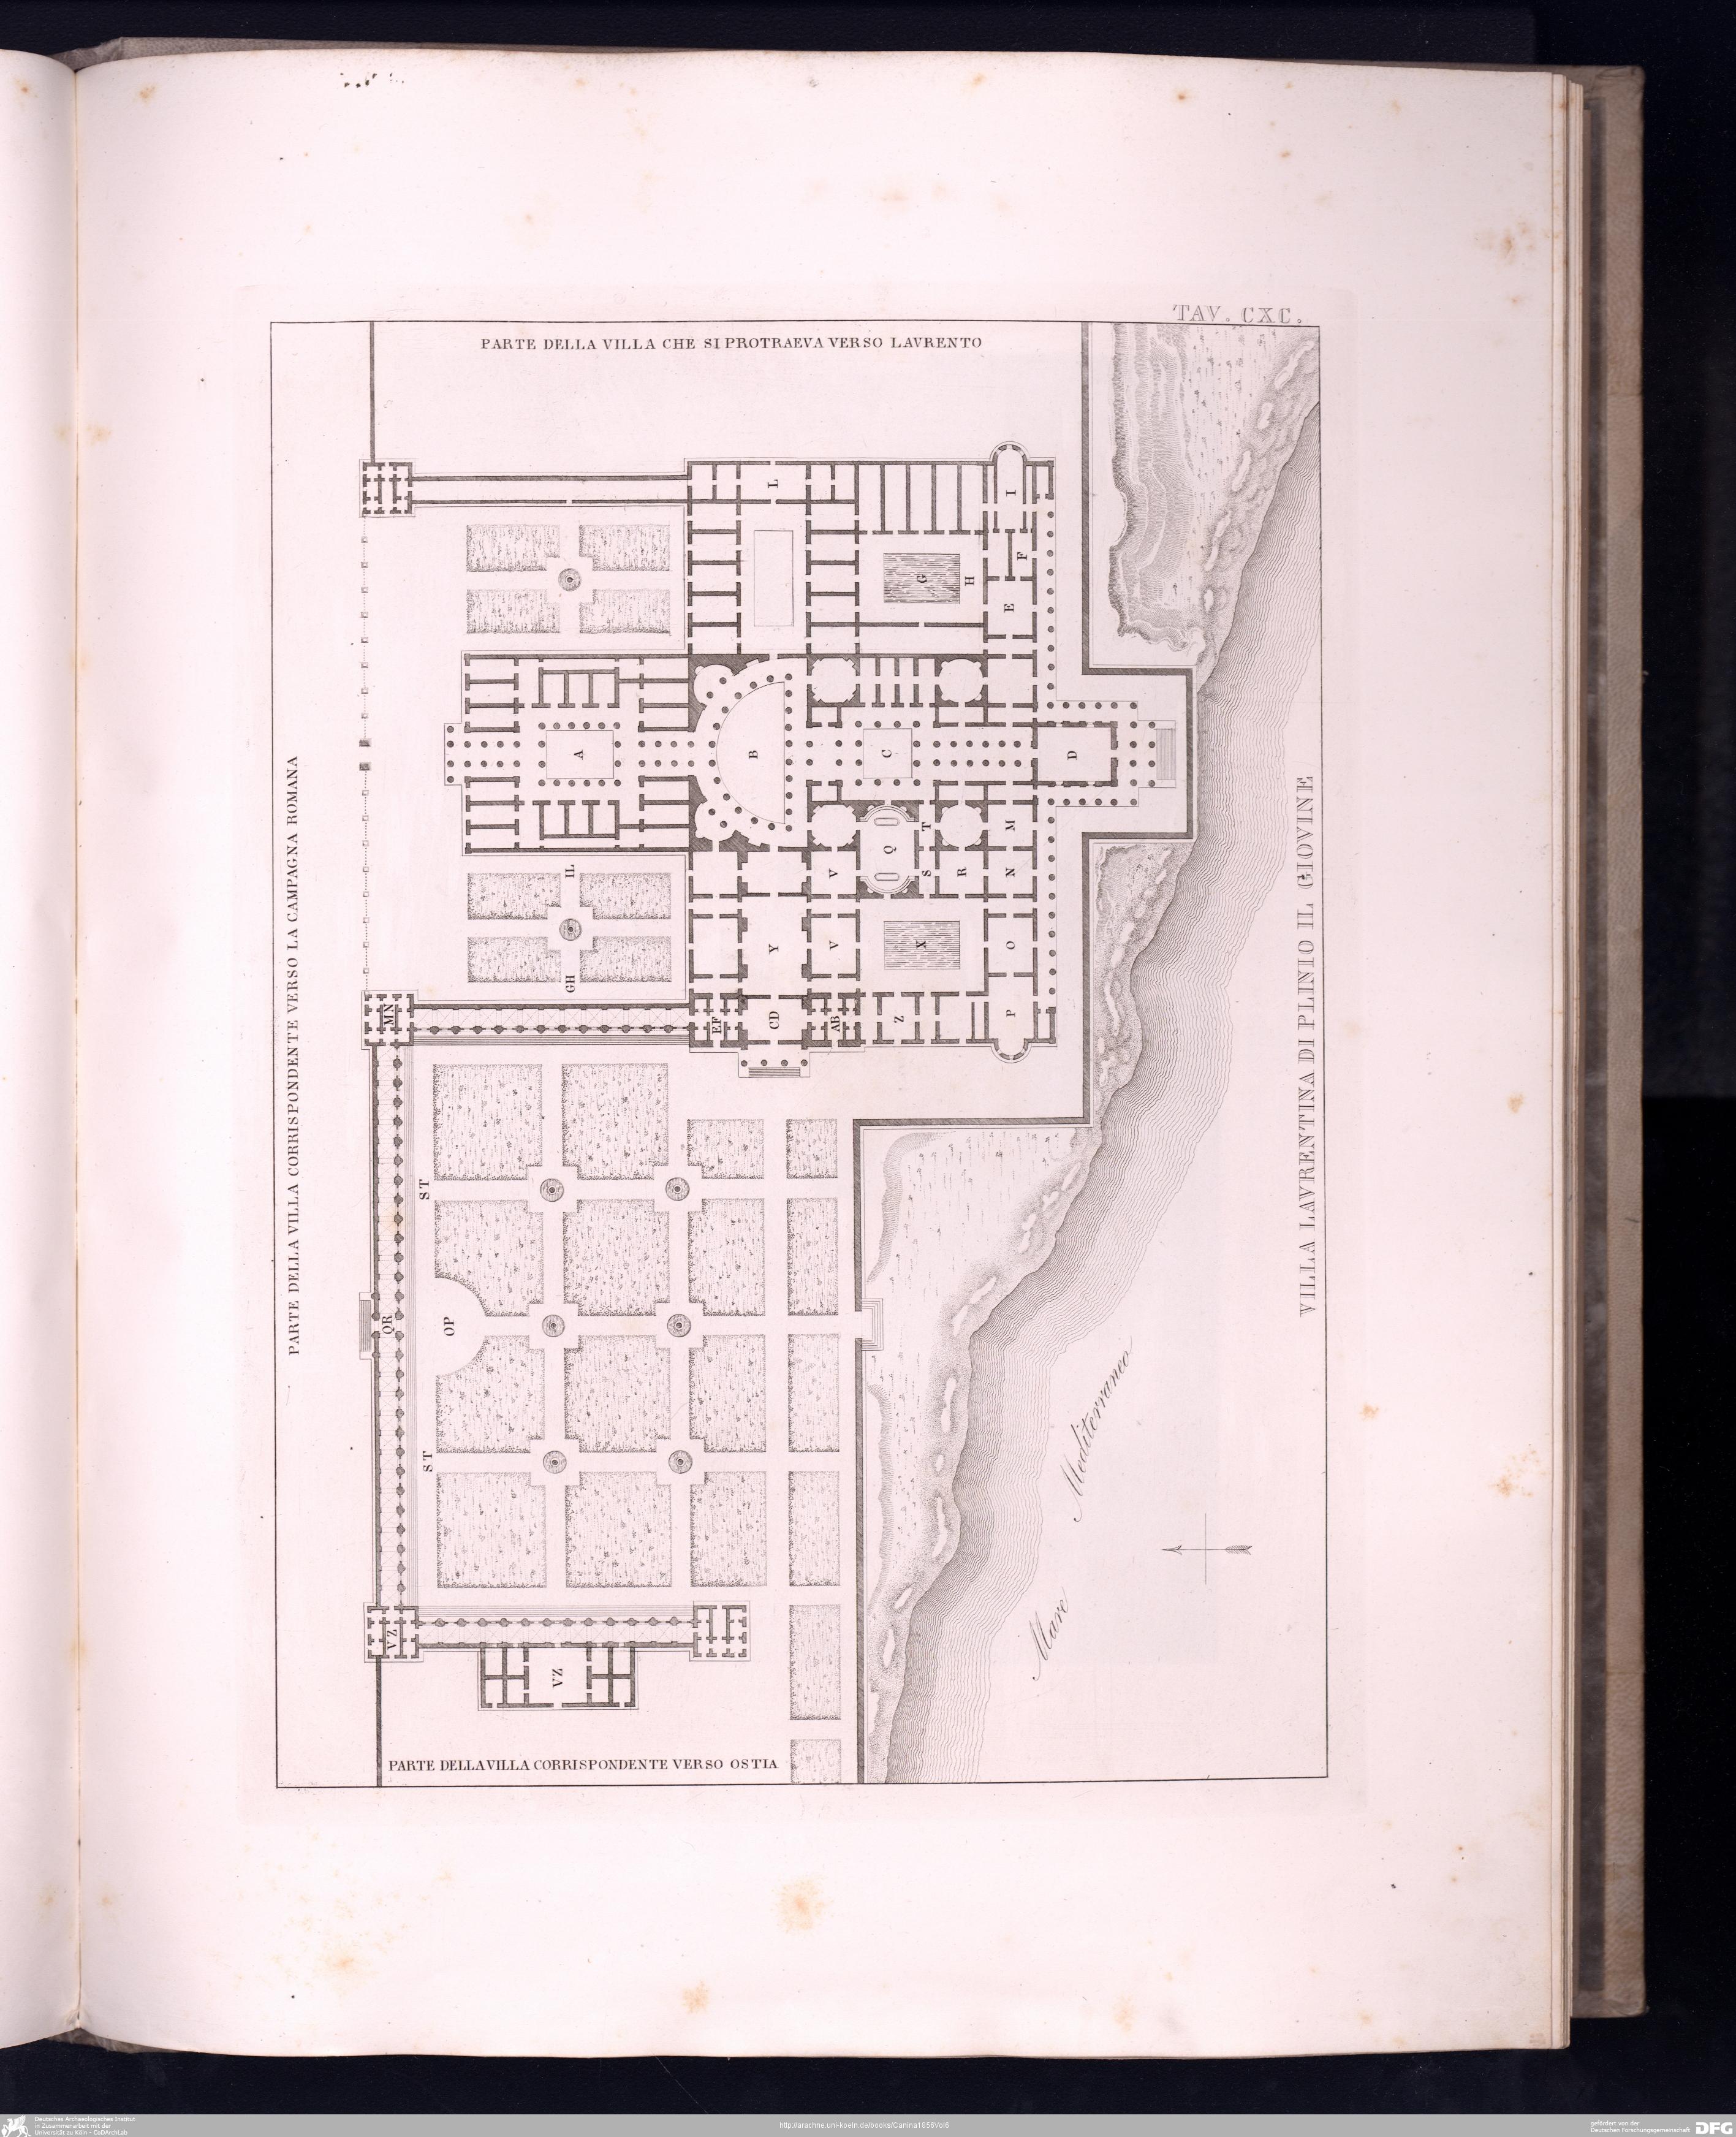 TAV. CXC.
PARTE DELLA VILLA CHE SI PROTRAEVA VERSO LAVRENTO
PARTE DELLA VILLA CORRISPONDENTE VERSO LA CAMPAGNA ROMANA
L
I
G
H
F
E
A
B
C
D
IL
GH
Q
T
M
V
S
R
N
Y
V
X
O
MN
EF
CD
AB
Z
P
ST
QR
OP
ST
VZ
VZ
Mare Mediterraneo
PARTE DELLA VILLA CORRISPONDENTE VERSO OSTIA
VILLA LAVRENTINA DI PLINIO IL GIOVINE
Deutsches Archaeologisches Institut
in Zusammenarbeit mit der
Universität zu Köln - CoDArchLab
http://arachne.uni-koeln.de/books/Canina1856Vol6
gefördert von der
Deutschen Forschungsgemeinschaft
DFG